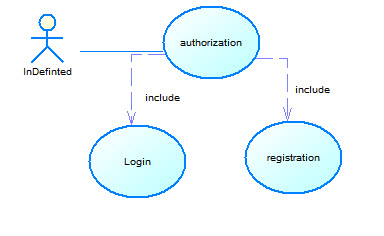 authorization
InDefinted
include
include
Login
registration